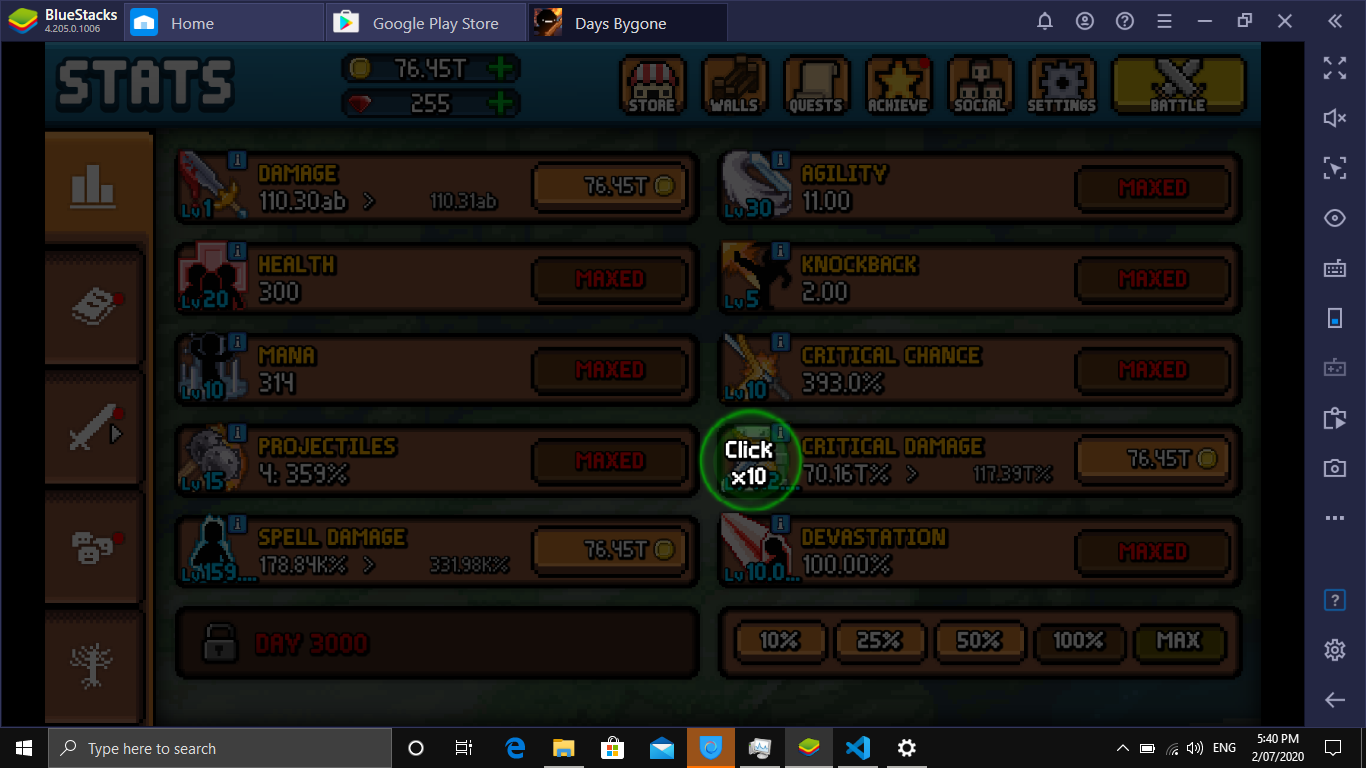 BlueStacks
4.205.0.1006
Home
Google Play Store
Days Bygone
STATS
76.45T
255
STORE
WALLS
QUESTS
ACHIEVE
SOCIAL
SETTINGS
BATTLE
DAMAGE
110.30ab > 110.31ab
Lv1
76.45T
AGILITY
11.00
Lv30
MAXED
HEALTH
300
Lv20
MAXED
KNOCKBACK
2.00
Lv5
MAXED
MANA
314
Lv10
MAXED
CRITICAL CHANCE
393.0%
Lv10
MAXED
PROJECTILES
4: 359%
Lv15
MAXED
Click
x10
CRITICAL DAMAGE
70.16T% > 117.39T%
76.45T
SPELL DAMAGE
178.84K% > 331.98K%
Lv159....
76.45T
DEVASTATION
100.00%
Lv10.0...
MAXED
DAY 3000
10% 25% 50% 100% MAX
Type here to search
ENG
5:40 PM
2/07/2020